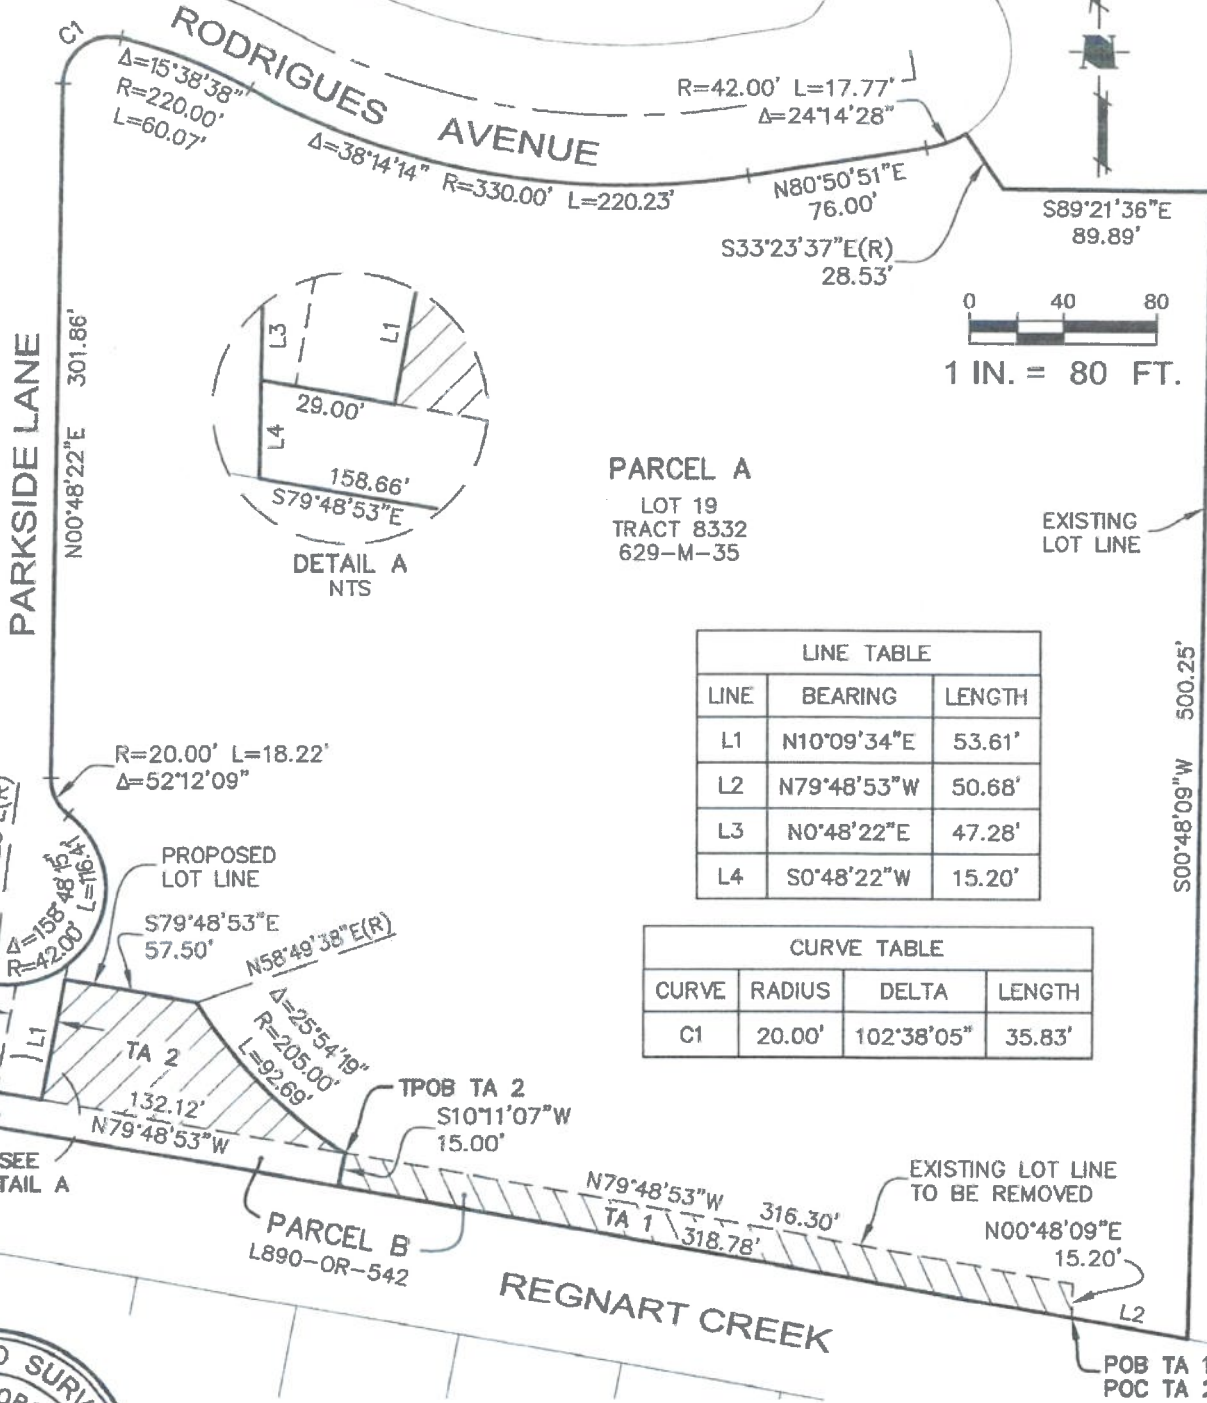 C1
RODRIGUES AVENUE
Δ=15°38'38"
R=220.00'
L=60.07'
Δ=38°14'14" R=330.00' L=220.23'
R=42.00' L=17.77'
Δ=24°14'28"
N80°50'51"E
76.00'
S33°23'37"E(R)
28.53'
N
S89°21'36"E
89.89'
0 40 80
1 IN. = 80 FT.
PARKSIDE LANE
N00°48'22"E 301.86'
L3
L1
29.00'
L4
158.66'
S79°48'53"E
DETAIL A
NTS
PARCEL A
LOT 19
TRACT 8332
629-M-35
EXISTING
LOT LINE
S00°48'09"W 500.25'
LINE TABLE
LINE BEARING LENGTH
L1 N10°09'34"E 53.61'
L2 N79°48'53"W 50.68'
L3 N0°48'22"E 47.28'
L4 S0°48'22"W 15.20'
CURVE TABLE
CURVE RADIUS DELTA LENGTH
C1 20.00' 102°38'05" 35.83'
R=20.00' L=18.22'
Δ=52°12'09"
E(R)
Δ=158°48'15"
R=42.00' L=116.41'
PROPOSED
LOT LINE
S79°48'53"E
57.50'
N58°49'38"E(R)
Δ=25°54'19"
R=205.00'
L=92.69'
L1
TA 2
132.12'
N79°48'53"W
TPOB TA 2
S10°11'07"W
15.00'
SEE
TAIL A
PARCEL B
L890-OR-542
N79°48'53"W 316.30'
TA 1 318.78'
EXISTING LOT LINE
TO BE REMOVED
N00°48'09"E
15.20'
L2
REGNART CREEK
POB TA 1
POC TA 2
SURV